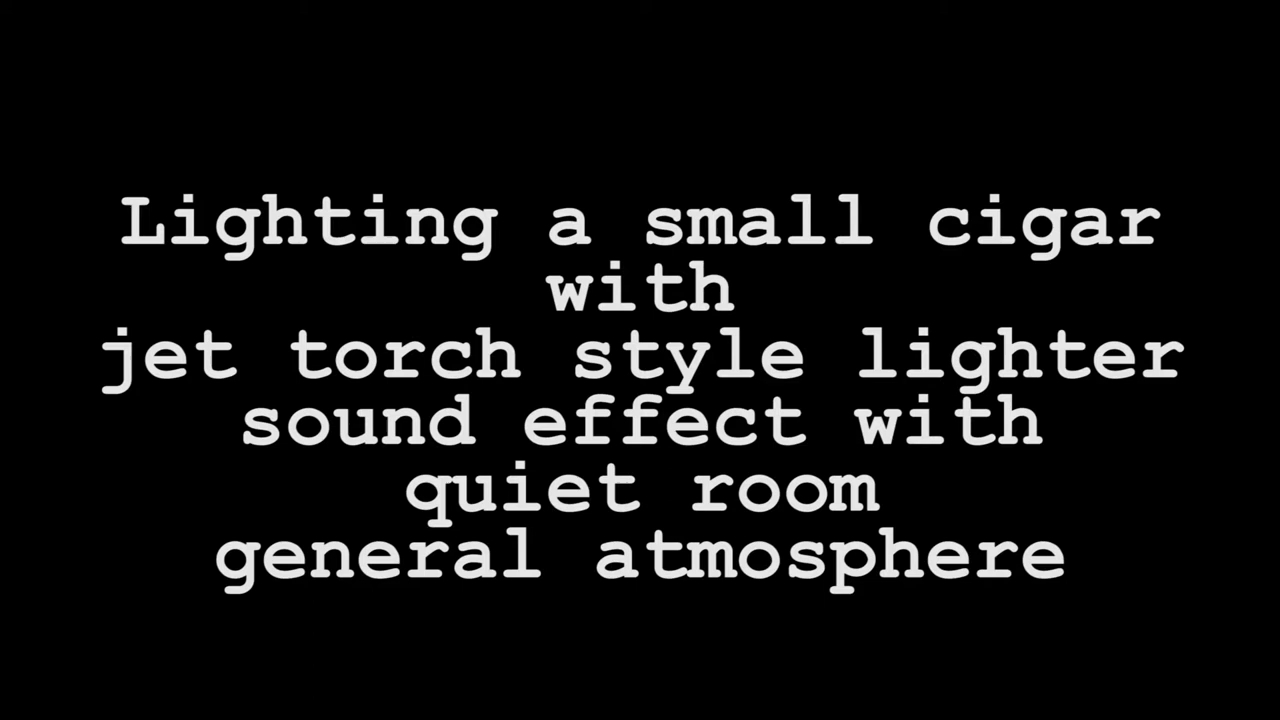 Lighting a small cigar
with
jet torch style lighter
sound effect with
quiet room
general atmosphere